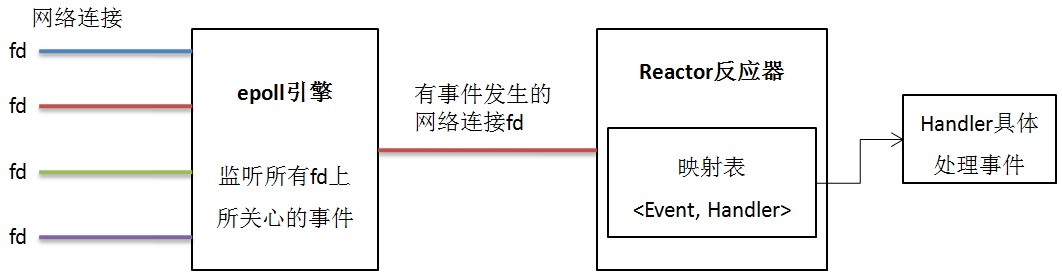 网络连接
fd
fd
fd
fd
epoll引擎
监听所有fd上
所关心的事件
有事件发生的
网络连接fd
Reactor反应器
映射表
<Event, Handler>
Handler具体
处理事件